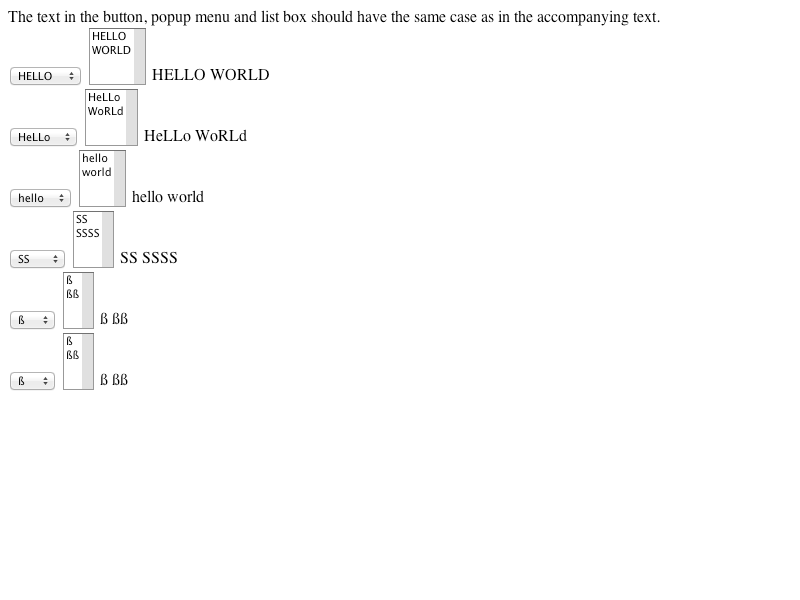 The text in the button, popup menu and list box should have the same case as in the accompanying text.
HELLO
WORLD
HELLO HELLO WORLD
HeLLo
WoRLd
HeLLo HeLLo WoRLd
hello
world
hello hello world
SS
SSSS
SS SS SSSS
ß
ßß
ß ß ßß
ß
ßß
ß ß ßß